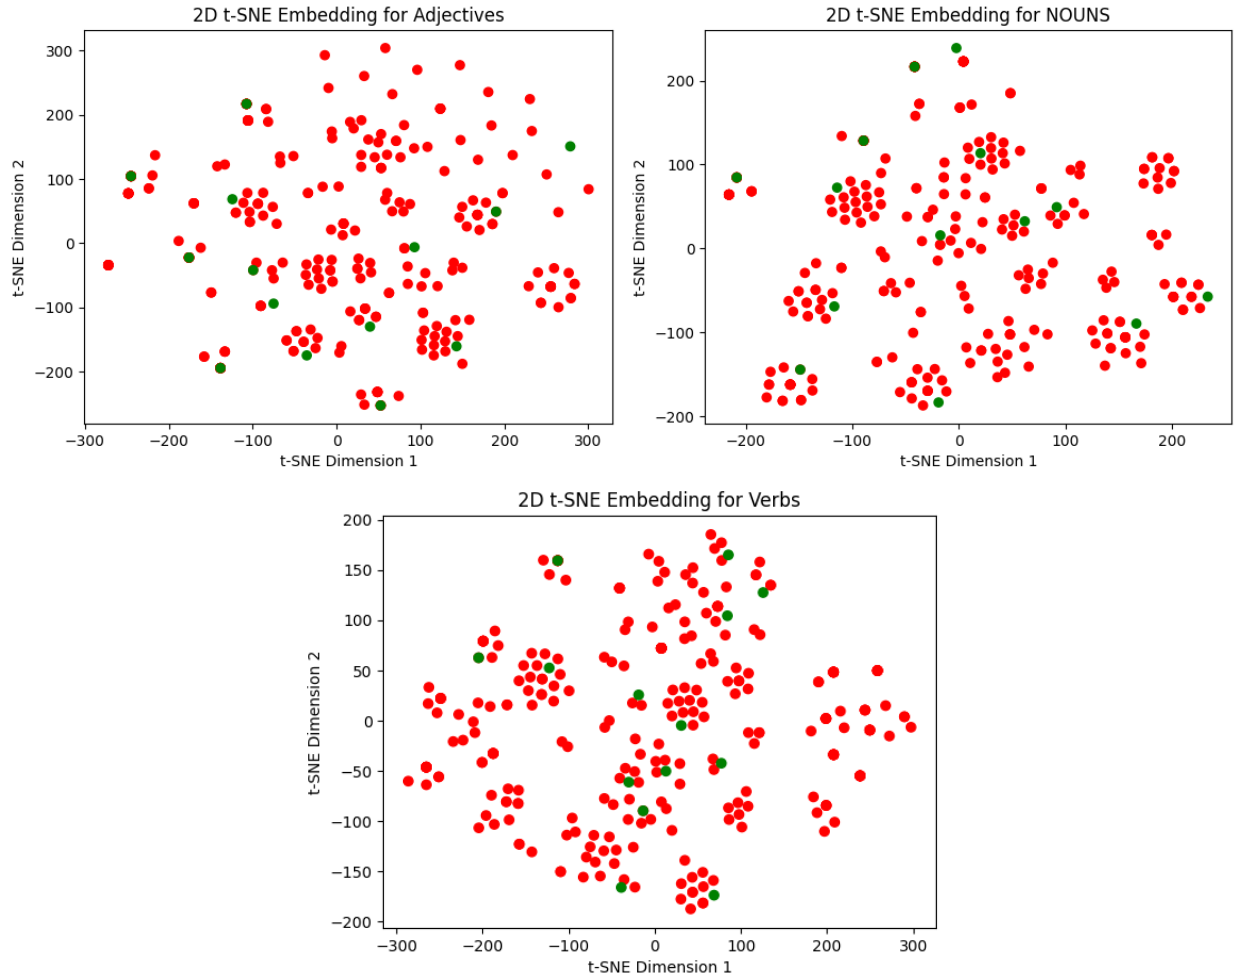 2D t-SNE Embedding for Adjectives
300
200
100
0
−100
−200
t-SNE Dimension 2
−300 −200 −100 0 100 200 300
t-SNE Dimension 1
2D t-SNE Embedding for NOUNS
200
100
0
−100
−200
t-SNE Dimension 2
−200 −100 0 100 200
t-SNE Dimension 1
2D t-SNE Embedding for Verbs
200
150
100
50
0
−50
−100
−150
−200
t-SNE Dimension 2
−300 −200 −100 0 100 200 300
t-SNE Dimension 1